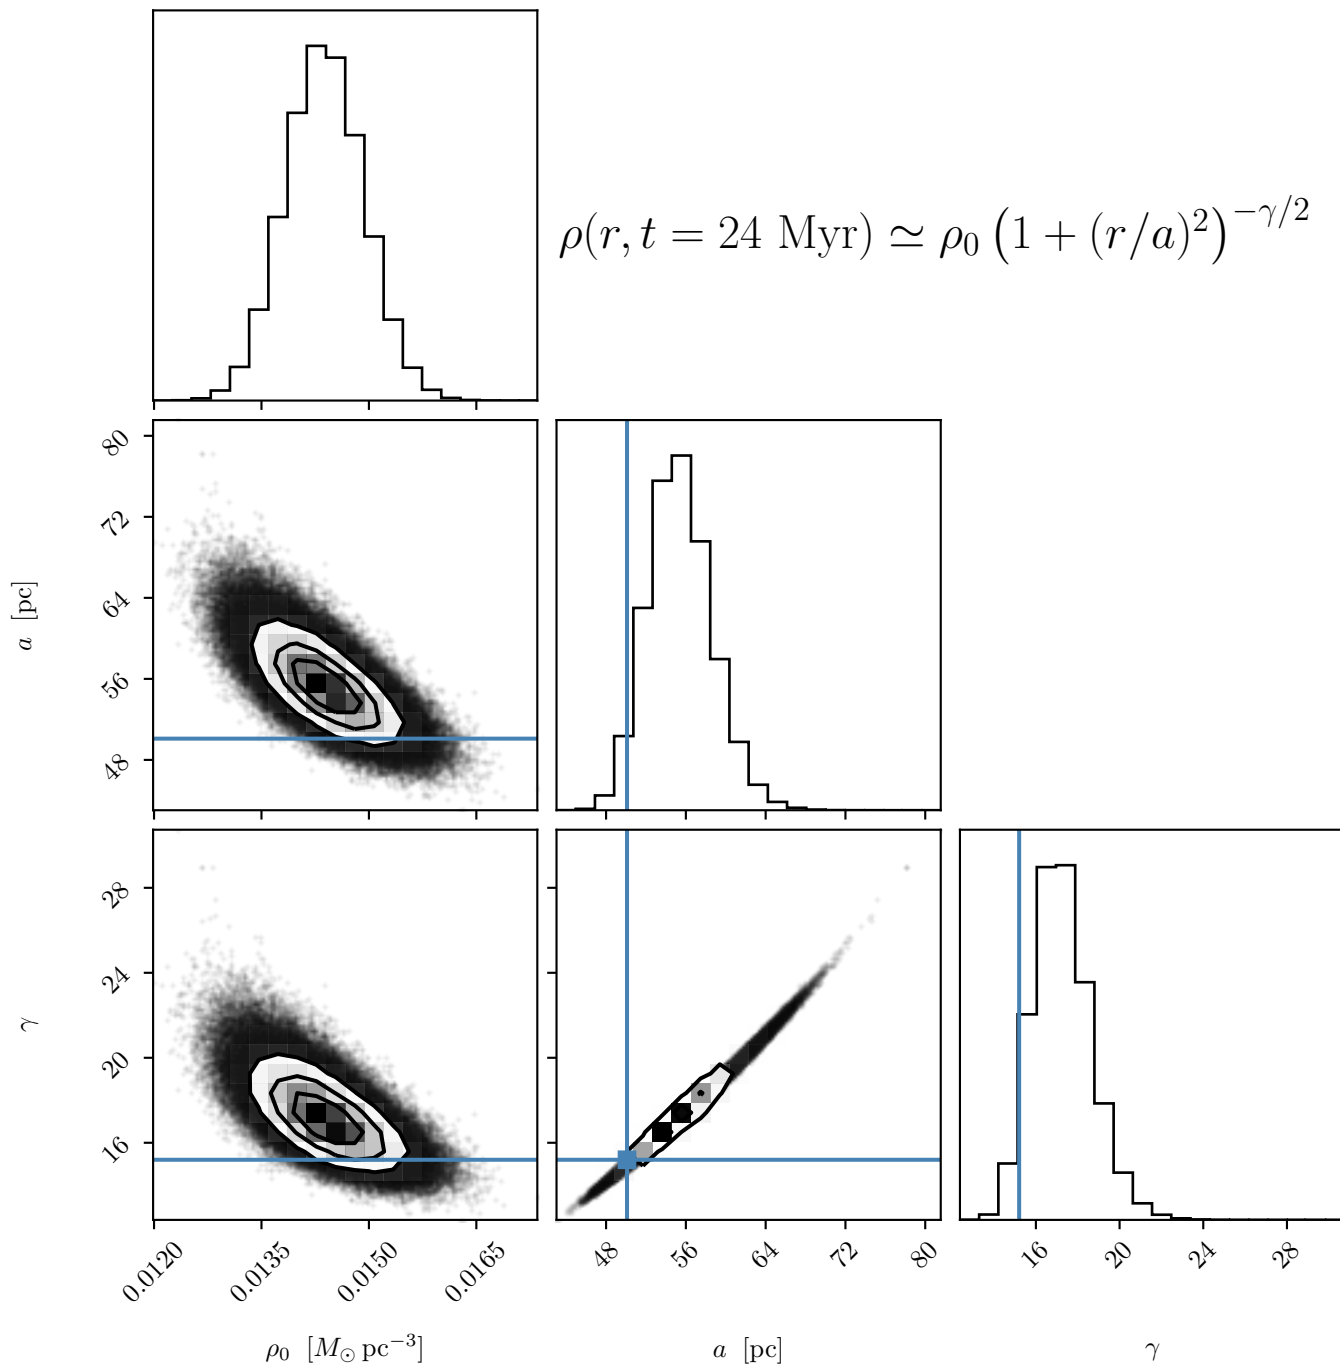 ρ(r, t = 24 Myr) ≃ ρ₀ (1 + (r/a)²)^{−γ/2}
80
72
64
56
48
a [pc]
28
24
20
16
γ
0.0120 0.0135 0.0150 0.0165
48 56 64 72 80
16 20 24 28
ρ₀ [M⊙ pc⁻³]
a [pc]
γ